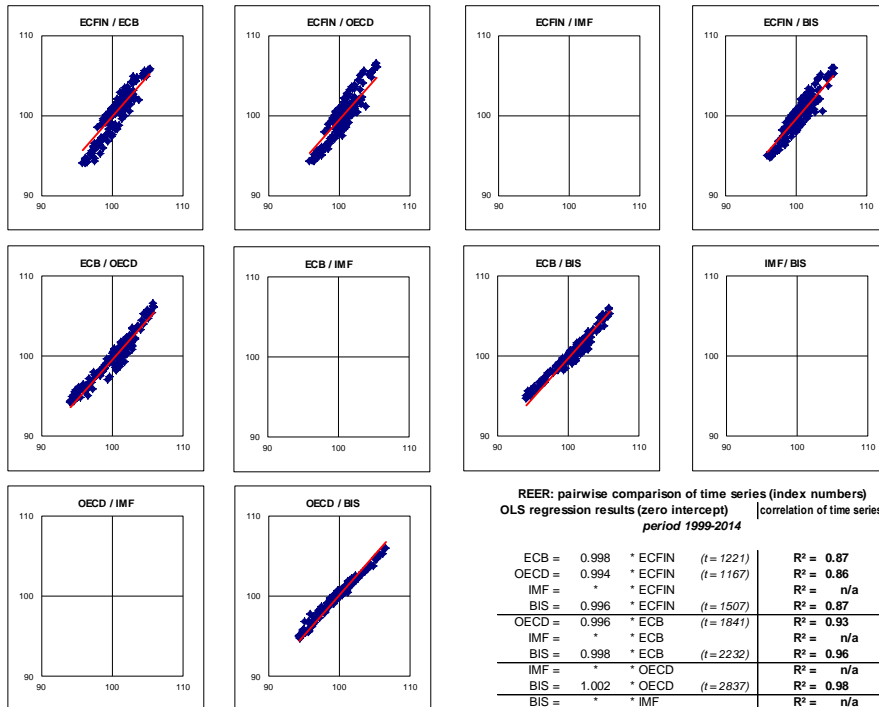 ECFIN / ECB
110
100
90
90 100 110
ECFIN / OECD
110
100
90
90 100 110
ECFIN / IMF
110
100
90
90 100 110
ECFIN / BIS
110
100
90
90 100 110
ECB / OECD
110
100
90
90 100 110
ECB / IMF
110
100
90
90 100 110
ECB / BIS
110
100
90
90 100 110
IMF/ BIS
110
100
90
90 100 110
OECD / IMF
110
100
OECD / BIS
110
100
REER: pairwise comparison of time series (index numbers)
OLS regression results (zero intercept) correlation of time series
period 1999-2014
ECB = 0.998 * ECFIN (t = 1221) R² = 0.87
OECD = 0.994 * ECFIN (t = 1167) R² = 0.86
IMF = * * ECFIN R² = n/a
BIS = 0.996 * ECFIN (t = 1507) R² = 0.87
OECD = 0.996 * ECB (t = 1841) R² = 0.93
IMF = * * ECB R² = n/a
BIS = 0.998 * ECB (t = 2232) R² = 0.96
IMF = * * OECD R² = n/a
BIS = 1.002 * OECD (t = 2837) R² = 0.98
BIS = * * IMF R² = n/a